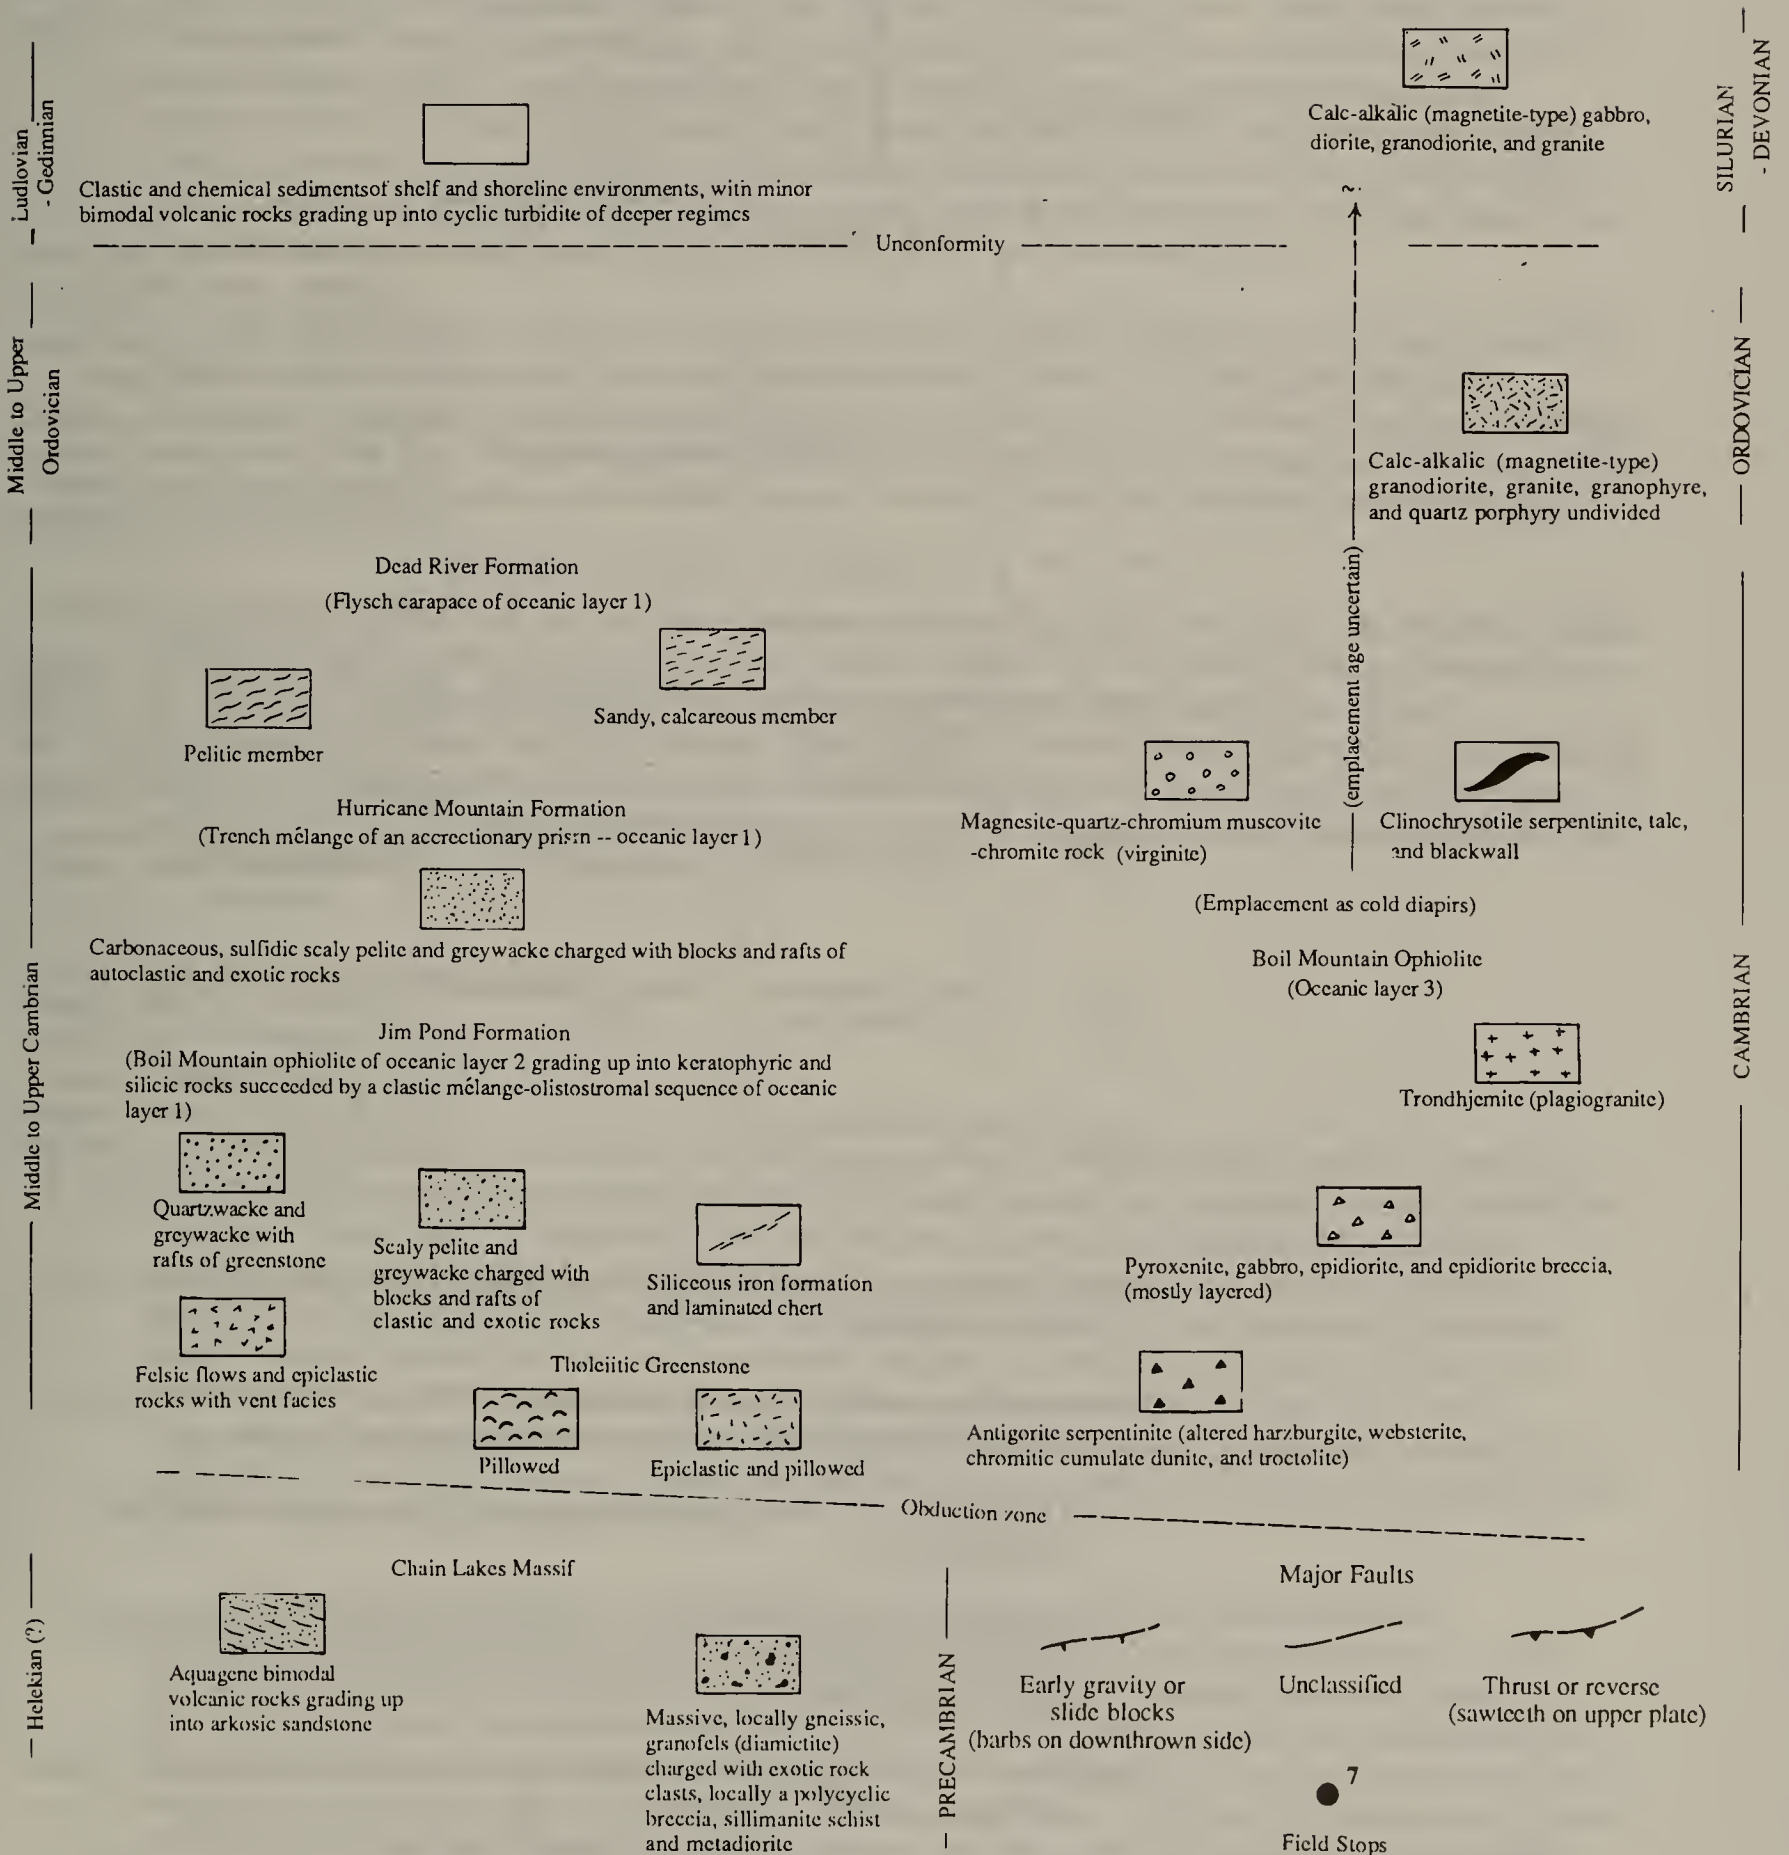 Ludlovian
- Gedinnian
SILURIAN
- DEVONIAN
Calc-alkalic (magnetite-type) gabbro,
diorite, granodiorite, and granite
Clastic and chemical sedimentsof shelf and shoreline environments, with minor
bimodal volcanic rocks grading up into cyclic turbidite of deeper regimes
Unconformity
Middle to Upper
Ordovician
ORDOVICIAN
Calc-alkalic (magnetite-type)
granodiorite, granite, granophyre,
and quartz porphyry undivided
(emplacement age uncertain)
Middle to Upper Cambrian
CAMBRIAN
Dead River Formation
(Flysch carapace of oceanic layer 1)
Sandy, calcareous member
Pelitic member
Hurricane Mountain Formation
(Trench mélange of an accrectionary prism -- oceanic layer 1)
Carbonaceous, sulfidic scaly pelite and greywacke charged with blocks and rafts of
autoclastic and exotic rocks
Magnesite-quartz-chromium muscovite
-chromite rock (virginite)
Clinochrysotile serpentinite, talc,
and blackwall
(Emplacement as cold diapirs)
Boil Mountain Ophiolite
(Oceanic layer 3)
Trondhjemite (plagiogranite)
Jim Pond Formation
(Boil Mountain ophiolite of oceanic layer 2 grading up into keratophyric and
silicic rocks succeeded by a clastic mélange-olistostromal sequence of oceanic
layer 1)
Quartzwacke and
greywacke with
rafts of greenstone
Scaly pelite and
greywacke charged with
blocks and rafts of
clastic and exotic rocks
Siliceous iron formation
and laminated chert
Pyroxenite, gabbro, epidiorite, and epidiorite breccia,
(mostly layered)
Felsic flows and epiclastic
rocks with vent facies
Tholeiitic Greenstone
Pillowed
Epiclastic and pillowed
Antigorite serpentinite (altered harzburgite, websterite,
chromitic cumulate dunite, and troctolite)
Obduction zone
Helekian (?)
PRECAMBRIAN
Chain Lakes Massif
Aquagene bimodal
volcanic rocks grading up
into arkosic sandstone
Massive, locally gneissic,
granofels (diamictite)
charged with exotic rock
clasts, locally a polycyclic
breccia, sillimanite schist
and metadiorite
Major Faults
Early gravity or
slide blocks
(barbs on downthrown side)
Unclassified
Thrust or reverse
(sawteeth on upper plate)
7
Field Stops